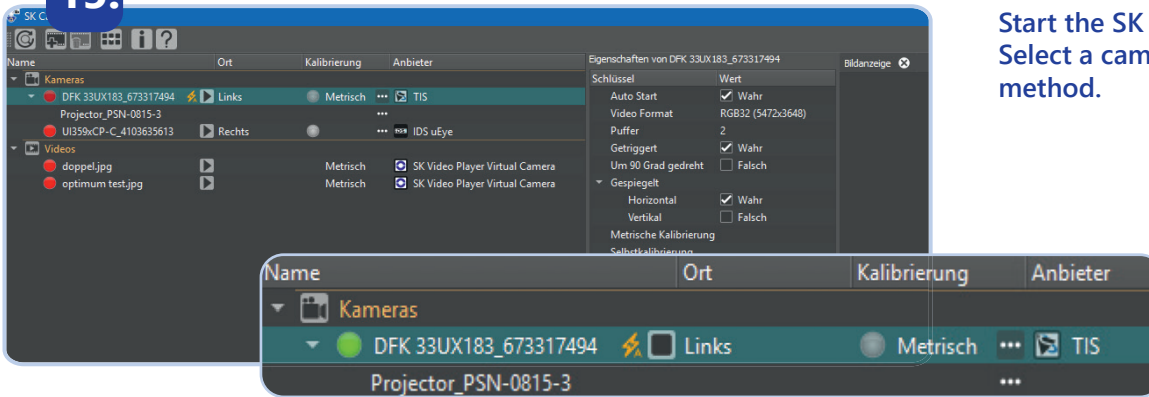 15.
SK C
Start the SK
Select a cam
method.
Name Ort Kalibrierung Anbieter
Kameras
DFK 33UX183_673317494 Links Metrisch ••• TIS
Projector_PSN-0815-3 •••
UI359xCP-C_4103635613 Rechts ••• IDS uEye
Videos
doppel.jpg Metrisch SK Video Player Virtual Camera
optimum test.jpg Metrisch SK Video Player Virtual Camera
Eigenschaften von DFK 33UX183_673317494
Schlüssel Wert
Auto Start Wahr
Video Format RGB32 (5472x3648)
Puffer 2
Getriggert Wahr
Um 90 Grad gedreht Falsch
Gespiegelt
Horizontal Wahr
Vertikal Falsch
Metrische Kalibrierung
Selbstkalibrierung
Bildanzeige
Name Ort Kalibrierung Anbieter
Kameras
DFK 33UX183_673317494 Links Metrisch ••• TIS
Projector_PSN-0815-3 •••